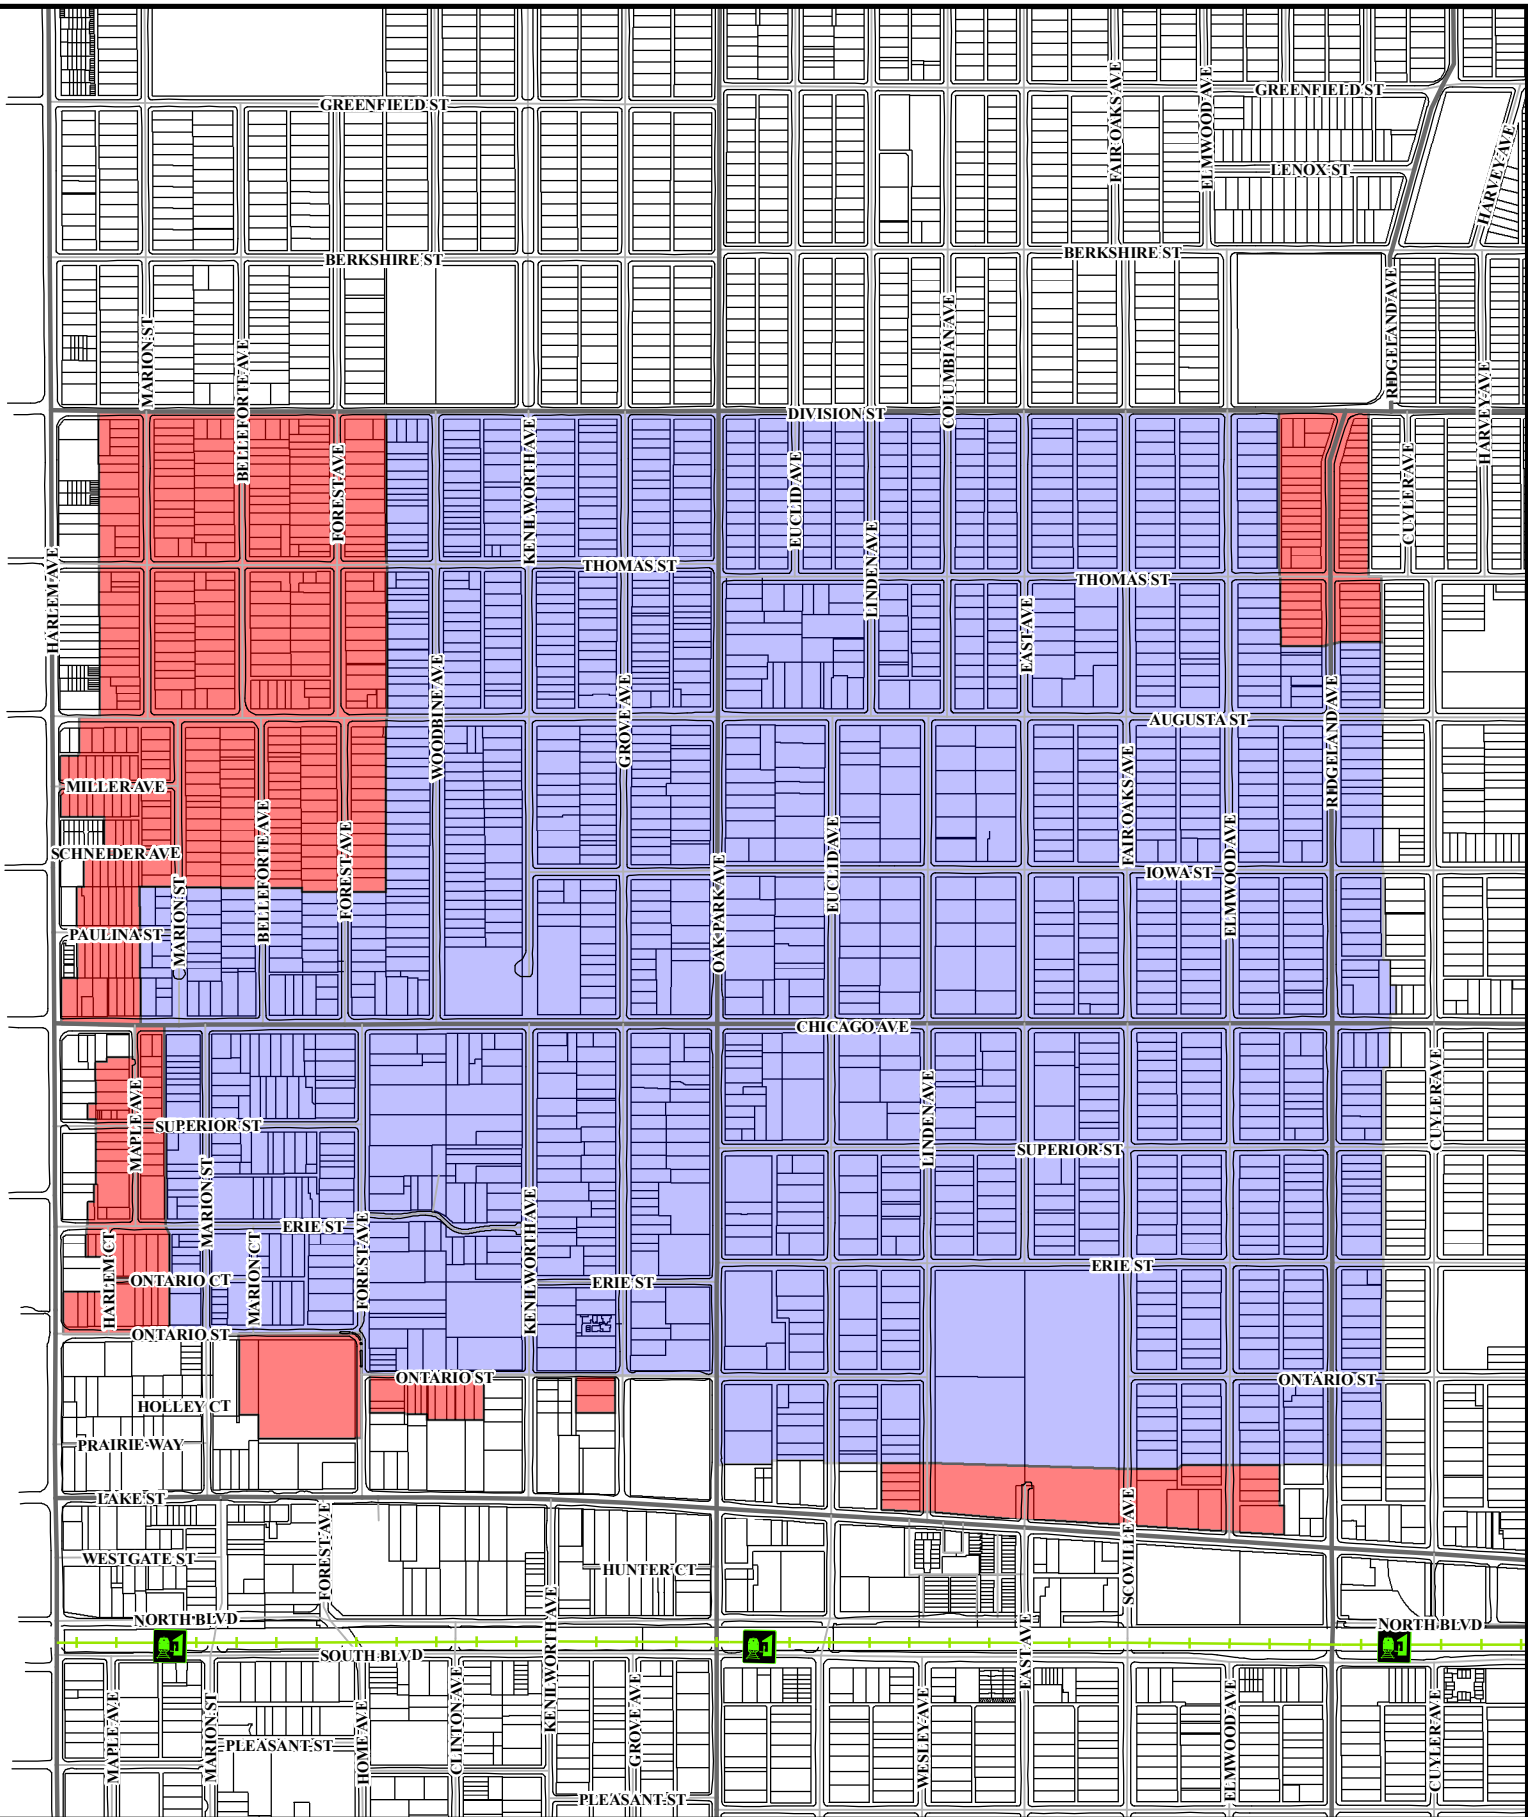 GREENFIELD ST
GREENFIELD ST
FAIR OAKS AVE
ELMWOOD AVE
LENOX ST
HARVEY AVE
BERKSHIRE ST
BERKSHIRE ST
MARION ST
BELLEFORTE AVE
COLUMBIAN AVE
RIDGELAND AVE
HARVEY AVE
DIVISION ST
FOREST AVE
KENILWORTH AVE
EUCLID AVE
CUYLER AVE
HARLEM AVE
THOMAS ST
LINDEN AVE
THOMAS ST
EAST AVE
WOODBINE AVE
GROVE AVE
RIDGELAND AVE
AUGUSTA ST
FAIR OAKS AVE
MILLER AVE
BELLEFORTE AVE
FOREST AVE
EUCLID AVE
ELMWOOD AVE
SCHNEIDER AVE
OAK PARK AVE
IOWA ST
MARION ST
PAULINA ST
CHICAGO AVE
MAPLE AVE
LINDEN AVE
CUYLER AVE
SUPERIOR ST
SUPERIOR ST
MARION ST
ERIE ST
HARLEM CT
MARION CT
FOREST AVE
KENILWORTH AVE
ONTARIO CT
ERIE ST
ERIE ST
ONTARIO ST
ONTARIO ST
ONTARIO ST
HOLLEY CT
PRAIRIE WAY
LAKE ST
FOREST AVE
SCOVILLE AVE
WESTGATE ST
HUNTER CT
NORTH BLVD
KENILWORTH AVE
EAST AVE
NORTH BLVD
SOUTH BLVD
MAPLE AVE
MARION ST
HOME AVE
CLINTON AVE
GROVE AVE
WESLEY AVE
ELMWOOD AVE
CUYLER AVE
PLEASANT ST
PLEASANT ST